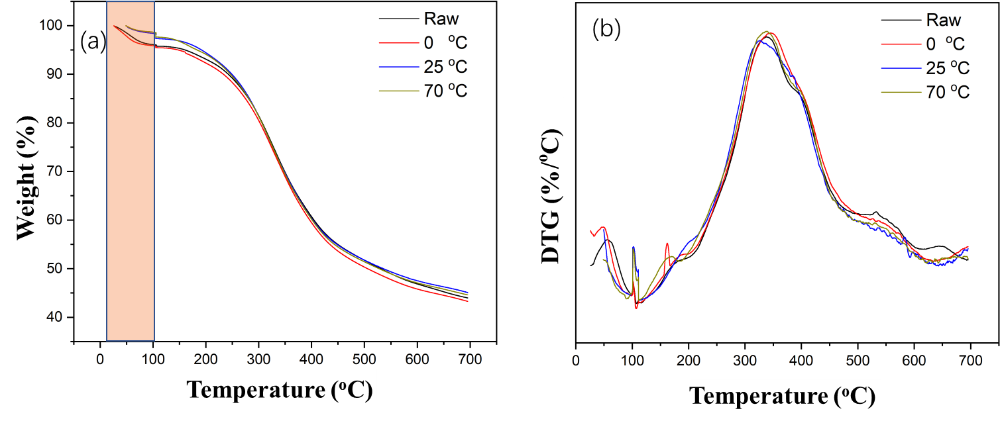 (a)
Raw
0 °C
25 °C
70 °C
100
90
80
70
60
50
40
Weight (%)
0 100 200 300 400 500 600 700
Temperature (°C)
(b)
Raw
0 °C
25 °C
70 °C
DTG (%/°C)
0 100 200 300 400 500 600 700
Temperature (°C)